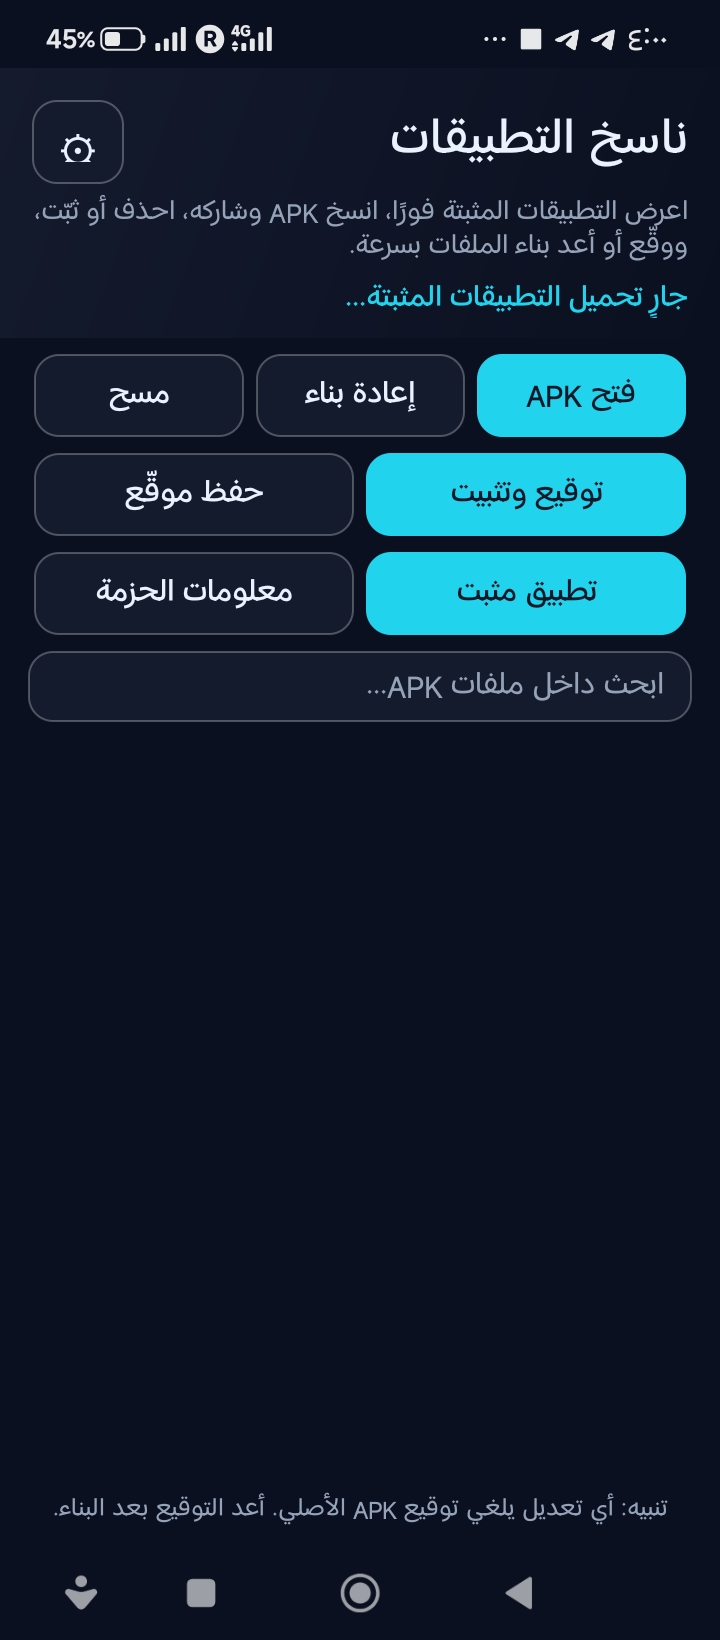 45% 4G ٤:٠٠
ناسخ التطبيقات
اعرض التطبيقات المثبتة فورًا، انسخ APK وشاركه، احذف أو ثبّت،
ووقّع أو أعد بناء الملفات بسرعة.
جارٍ تحميل التطبيقات المثبتة...
فتح APK إعادة بناء مسح
توقيع وتثبيت حفظ موقّع
تطبيق مثبت معلومات الحزمة
ابحث داخل ملفات APK...
تنبيه: أي تعديل يلغي توقيع APK الأصلي. أعد التوقيع بعد البناء.